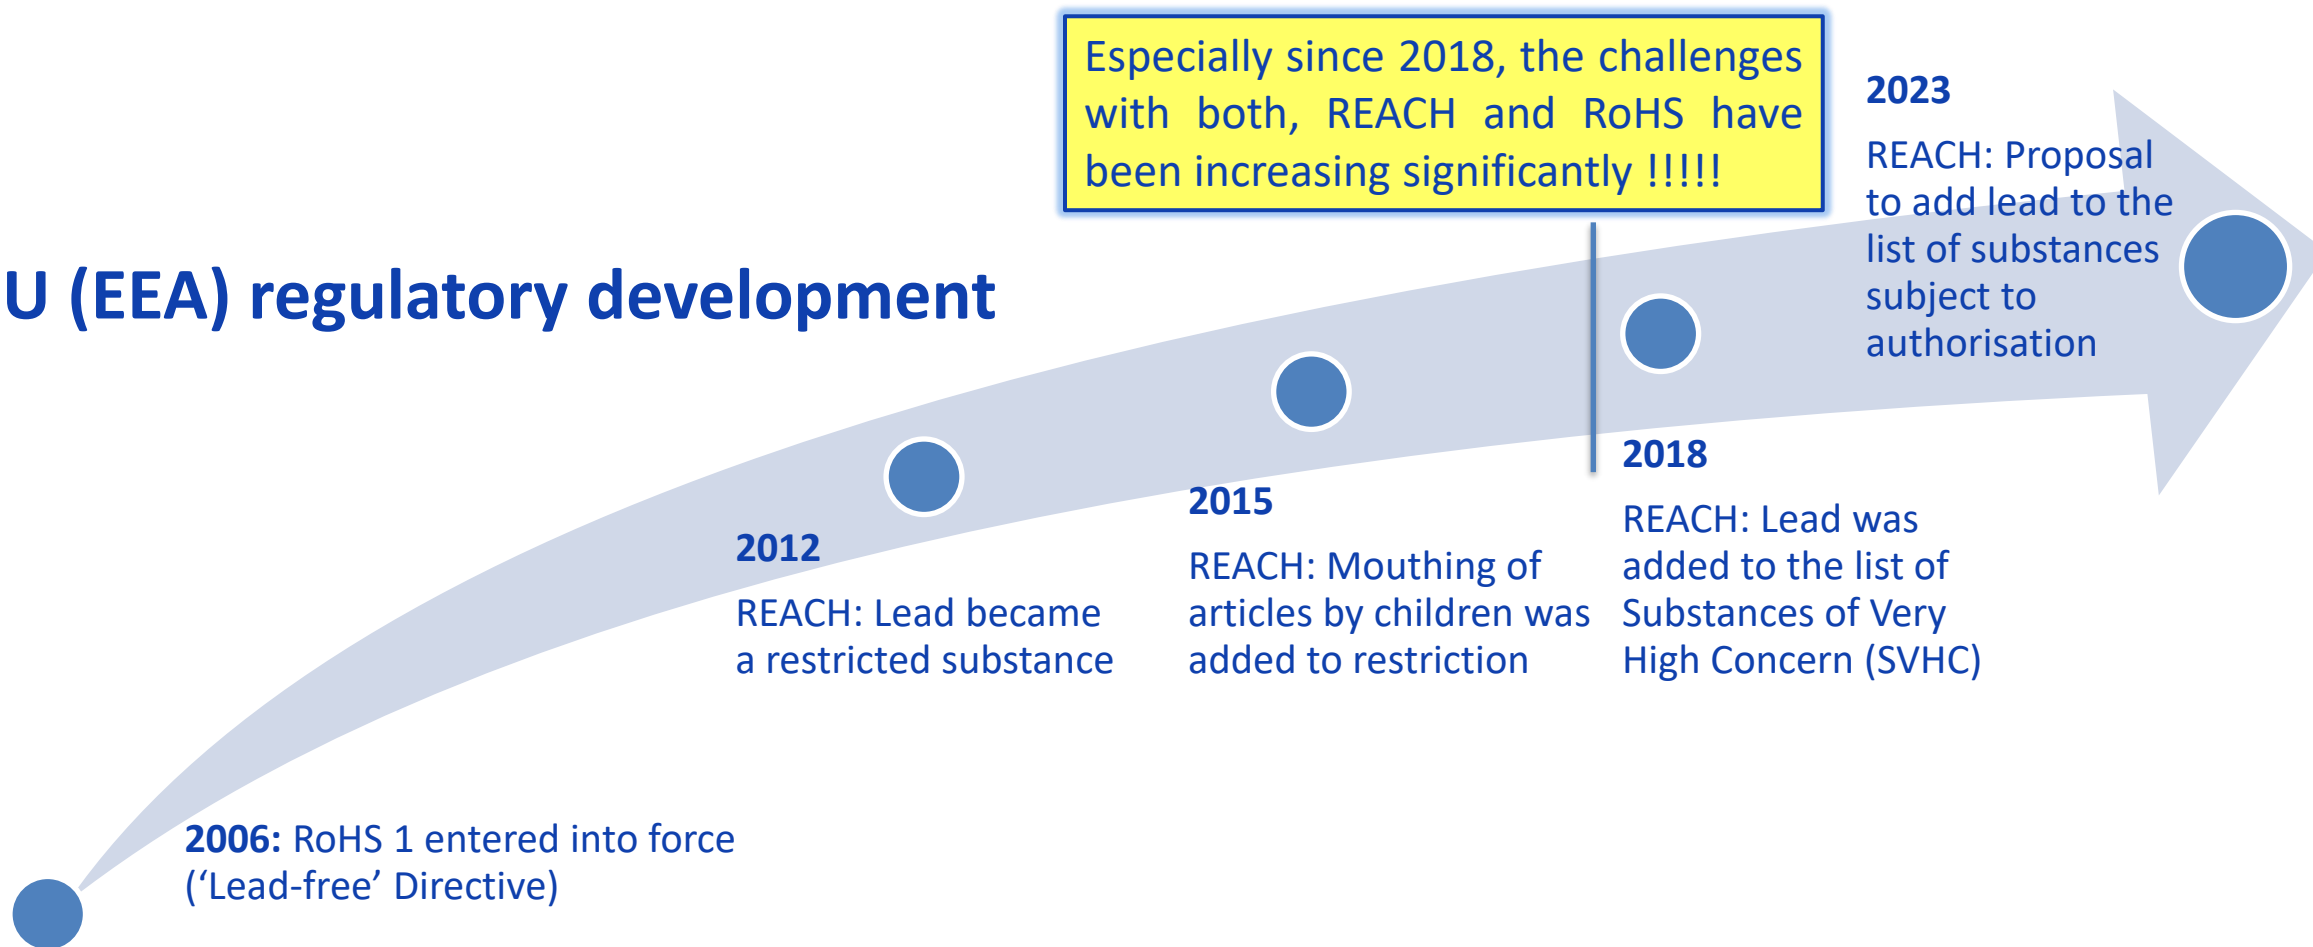 Especially since 2018, the challenges
with both, REACH and RoHS have
been increasing significantly !!!!!
U (EEA) regulatory development
2006: RoHS 1 entered into force
(‘Lead-free’ Directive)
2012
REACH: Lead became
a restricted substance
2015
REACH: Mouthing of
articles by children was
added to restriction
2018
REACH: Lead was
added to the list of
Substances of Very
High Concern (SVHC)
2023
REACH: Proposal
to add lead to the
list of substances
subject to
authorisation